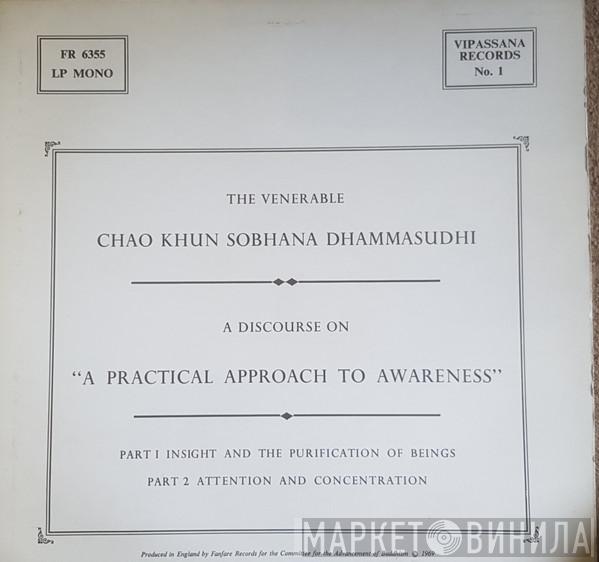 FR 6355
LP MONO
VIPASSANA
RECORDS
No. 1
THE VENERABLE
CHAO KHUN SOBHANA DHAMMASUDHI
A DISCOURSE ON
“A PRACTICAL APPROACH TO AWARENESS”
PART 1 INSIGHT AND THE PURIFICATION OF BEINGS
PART 2 ATTENTION AND CONCENTRATION
МАРКЕТ ВИНИЛА
Produced in England by Fanfare Records for the Committee for the Advancement of Buddhism © 1969